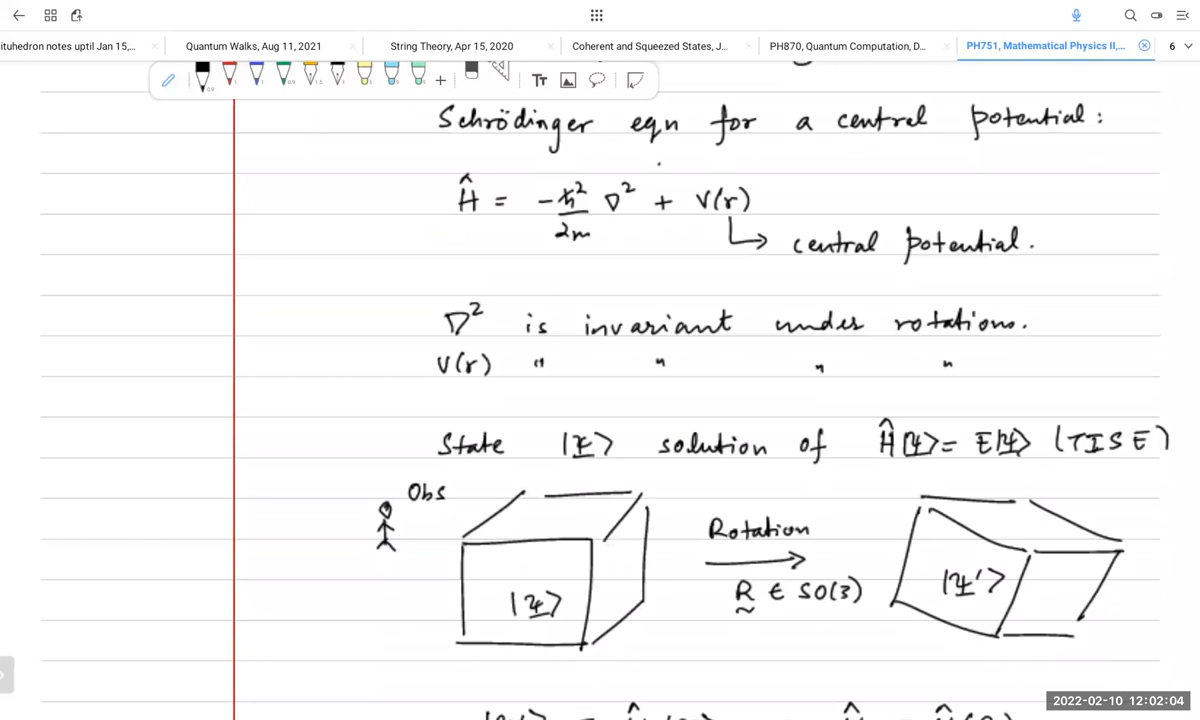 ituhedron notes uptil Jan 15,...
Quantum Walks, Aug 11, 2021
String Theory, Apr 15, 2020
Coherent and Squeezed States, J...
PH870, Quantum Computation, D...
PH751, Mathematical Physics II,...
6
Tт
Schrödinger eqn for a central potential :
Ĥ = -ħ²/2m ∇² + V(r)
↳ central potential.
∇² is invariant under rotations.
V(r) " " " "
State |Ψ> solution of Ĥ|Ψ> = E|Ψ> (TISE)
Obs
Rotation
R ∈ SO(3)
|Ψ>
|Ψ'>
2022-02-10 12:02:04